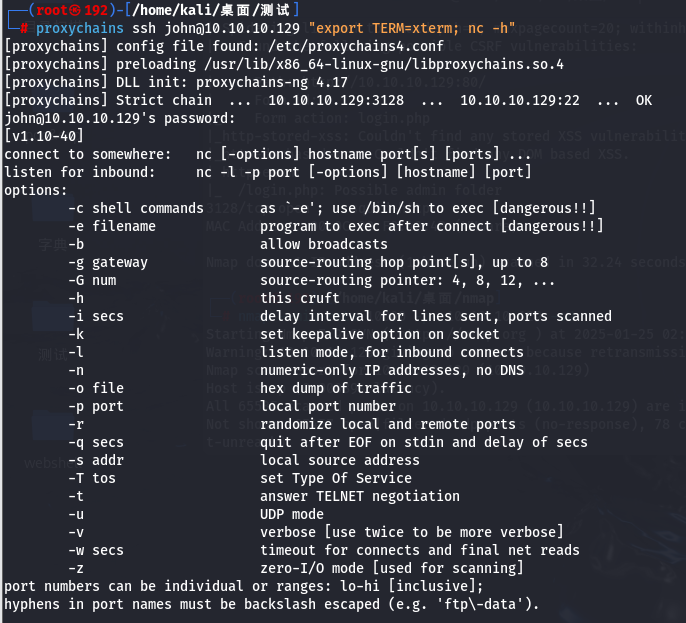 ┌──(root㉿192)-[/home/kali/桌面/测试]
└─# proxychains ssh john@10.10.10.129 "export TERM=xterm; nc -h"
[proxychains] config file found: /etc/proxychains4.conf
[proxychains] preloading /usr/lib/x86_64-linux-gnu/libproxychains.so.4
[proxychains] DLL init: proxychains-ng 4.17
[proxychains] Strict chain  ...  10.10.10.129:3128  ...  10.10.10.129:22  ...  OK
john@10.10.10.129's password:
[v1.10-40]
connect to somewhere:   nc [-options] hostname port[s] [ports] ...
listen for inbound:     nc -l -p port [-options] [hostname] [port]
options:
        -c shell commands       as `-e'; use /bin/sh to exec [dangerous!!]
        -e filename             program to exec after connect [dangerous!!]
        -b                      allow broadcasts
        -g gateway              source-routing hop point[s], up to 8
        -G num                  source-routing pointer: 4, 8, 12, ...
        -h                      this cruft
        -i secs                 delay interval for lines sent, ports scanned
        -k                      set keepalive option on socket
        -l                      listen mode, for inbound connects
        -n                      numeric-only IP addresses, no DNS
        -o file                 hex dump of traffic
        -p port                 local port number
        -r                      randomize local and remote ports
        -q secs                 quit after EOF on stdin and delay of secs
        -s addr                 local source address
        -T tos                  set Type Of Service
        -t                      answer TELNET negotiation
        -u                      UDP mode
        -v                      verbose [use twice to be more verbose]
        -w secs                 timeout for connects and final net reads
        -z                      zero-I/O mode [used for scanning]
port numbers can be individual or ranges: lo-hi [inclusive];
hyphens in port names must be backslash escaped (e.g. 'ftp\-data').